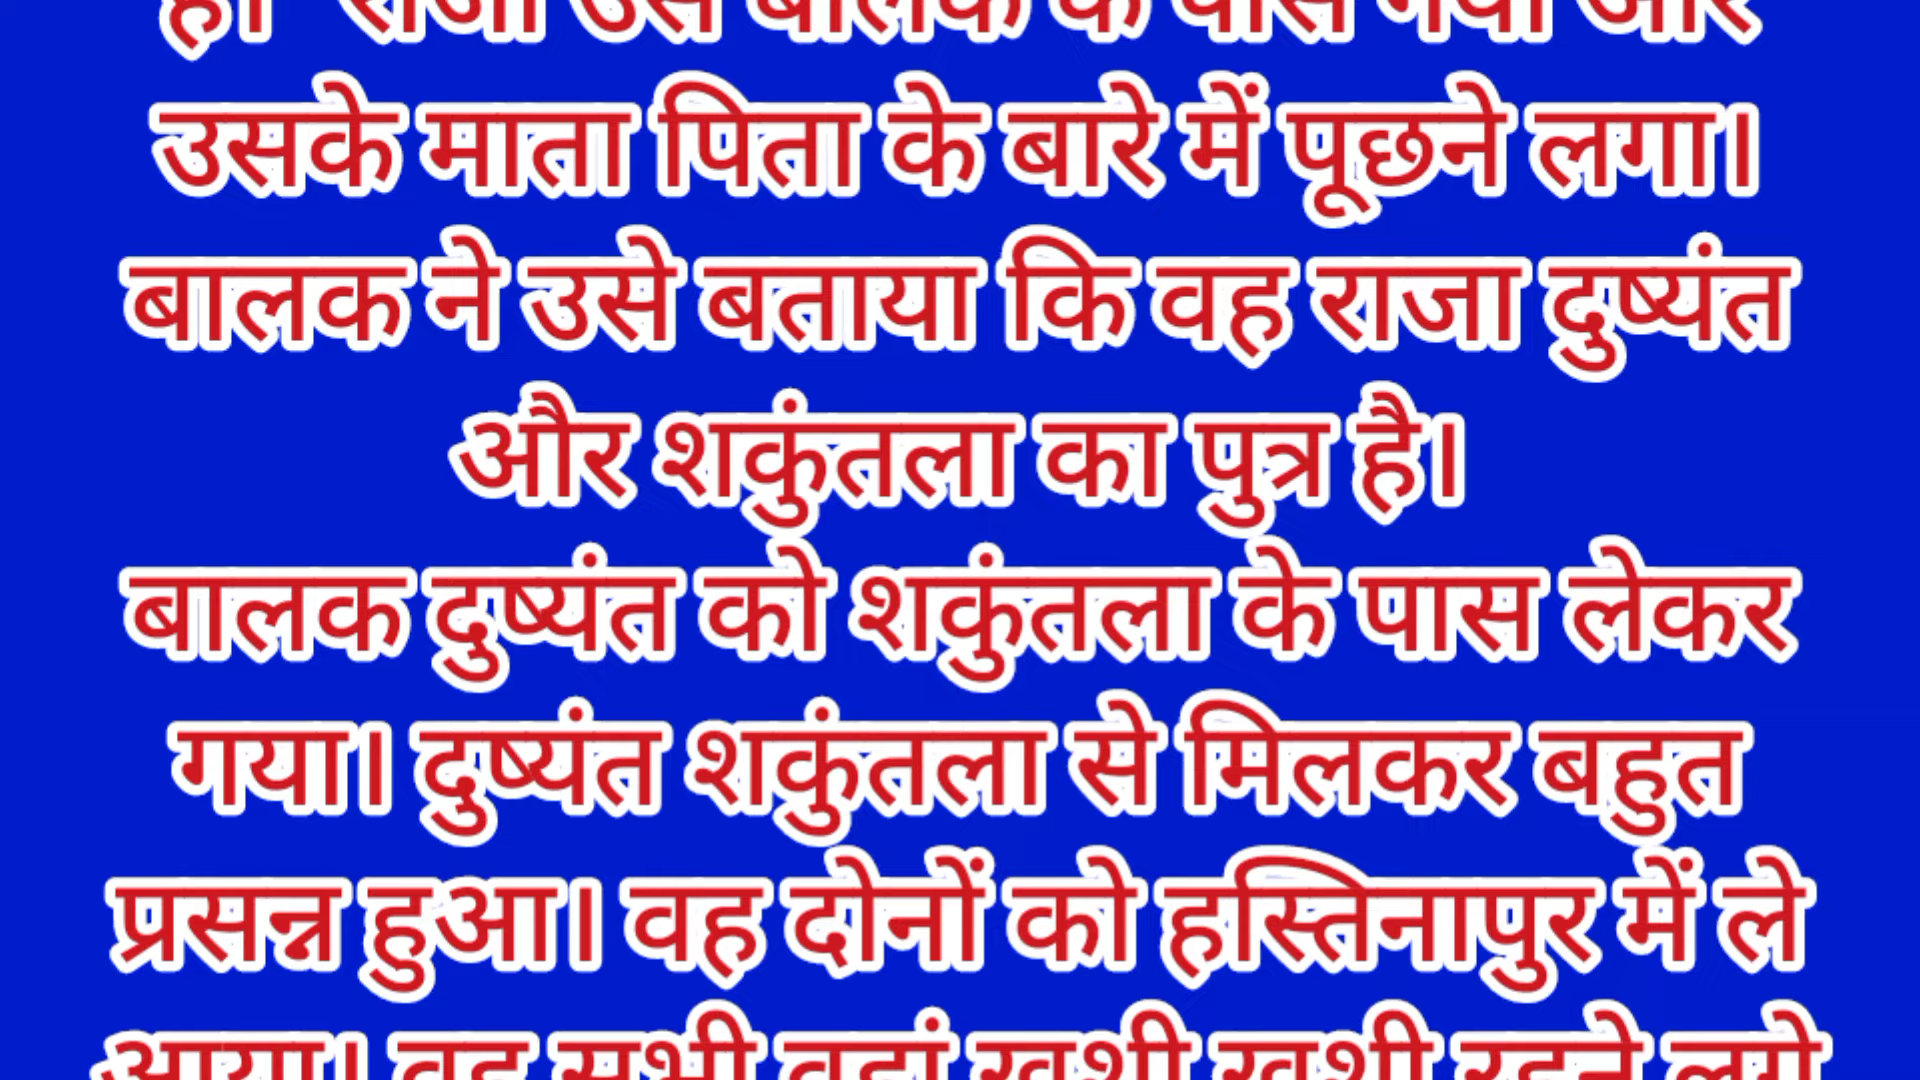 है।" राजा उस बालक के पास गया और
उसके माता पिता के बारे में पूछने लगा।
बालक ने उसे बताया कि वह राजा दुष्यंत
और शकुंतला का पुत्र है।
बालक दुष्यंत को शकुंतला के पास लेकर
गया। दुष्यंत शकुंतला से मिलकर बहुत
प्रसन्न हुआ। वह दोनों को हस्तिनापुर में ले
आया। वह सभी वहां खुशी खुशी रहने लगे